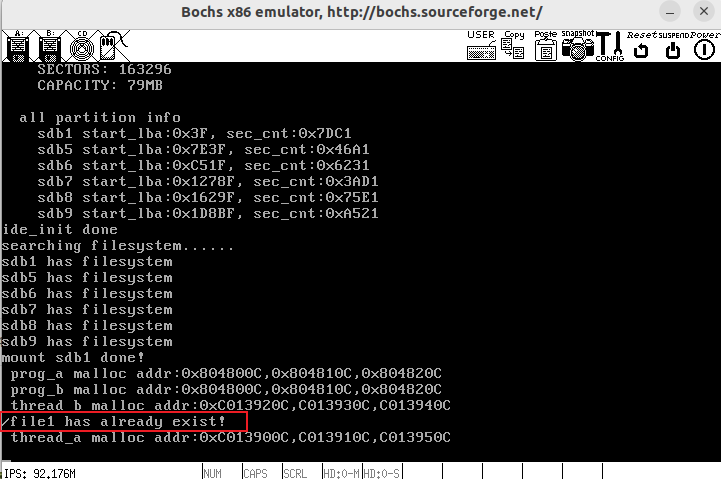 Bochs x86 emulator, http://bochs.sourceforge.net/
A: B: CD USER Copy Paste snapshot CONFIG Reset SUSPEND Power
SECTORS: 163296
CAPACITY: 79MB
all partition info
sdb1 start_lba:0x3F, sec_cnt:0x7DC1
sdb5 start_lba:0x7E3F, sec_cnt:0x46A1
sdb6 start_lba:0xC51F, sec_cnt:0x6231
sdb7 start_lba:0x1278F, sec_cnt:0x3AD1
sdb8 start_lba:0x1629F, sec_cnt:0x75E1
sdb9 start_lba:0x1D8BF, sec_cnt:0xA521
ide_init done
searching filesystem......
sdb1 has filesystem
sdb5 has filesystem
sdb6 has filesystem
sdb7 has filesystem
sdb8 has filesystem
sdb9 has filesystem
mount sdb1 done!
prog_a malloc addr:0x804800C,0x804810C,0x804820C
prog_b malloc addr:0x804800C,0x804810C,0x804820C
thread_b malloc addr:0xC013920C,C013930C,C013940C
/file1 has already exist!
thread_a malloc addr:0xC013900C,C013910C,C013950C
IPS: 92.176M NUM CAPS SCRL HD:0-M HD:0-S